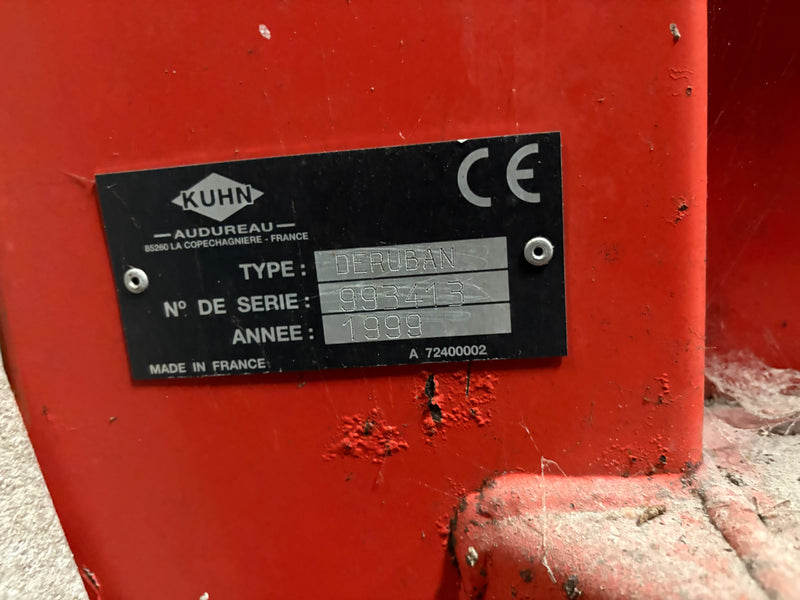 KUHN
AUDUREAU
85260 LA COPECHAGNIERE - FRANCE
CE
TYPE : DERUBAN
N° DE SERIE : 993413
ANNEE : 1999
MADE IN FRANCE
A 72400002